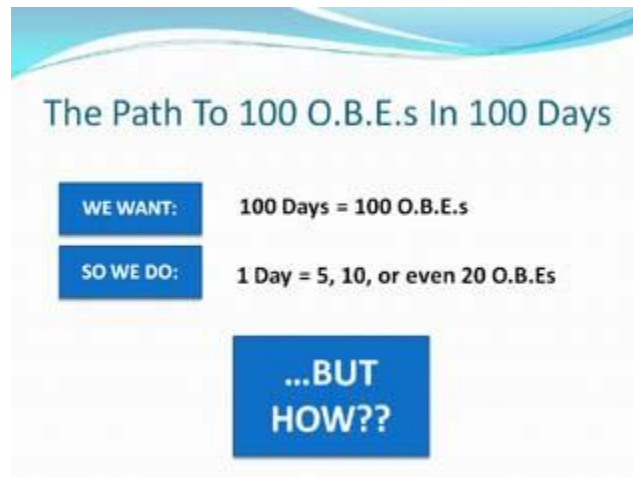 The Path To 100 O.B.E.s In 100 Days
WE WANT:
100 Days = 100 O.B.E.s
SO WE DO:
1 Day = 5, 10, or even 20 O.B.Es
...BUT
HOW??